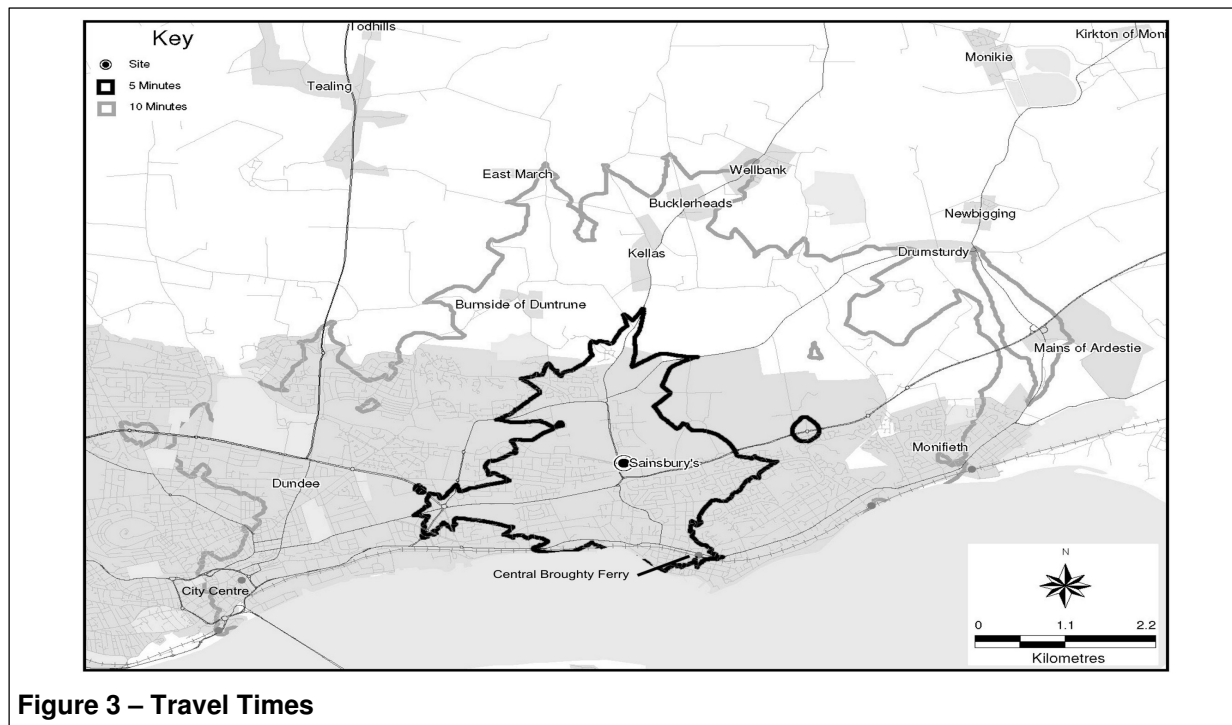 Key
Site
5 Minutes
10 Minutes
Todhills
Tealing
Kirkton of Moni
Monikie
East March
Wellbank
Bucklerheads
Newbigging
Kellas
Drumsturdy
Burnside of Duntrune
Mains of Ardestie
Monifieth
Sainsbury's
Dundee
Central Broughty Ferry
City Centre
N
0 1.1 2.2
Kilometres
Figure 3 – Travel Times